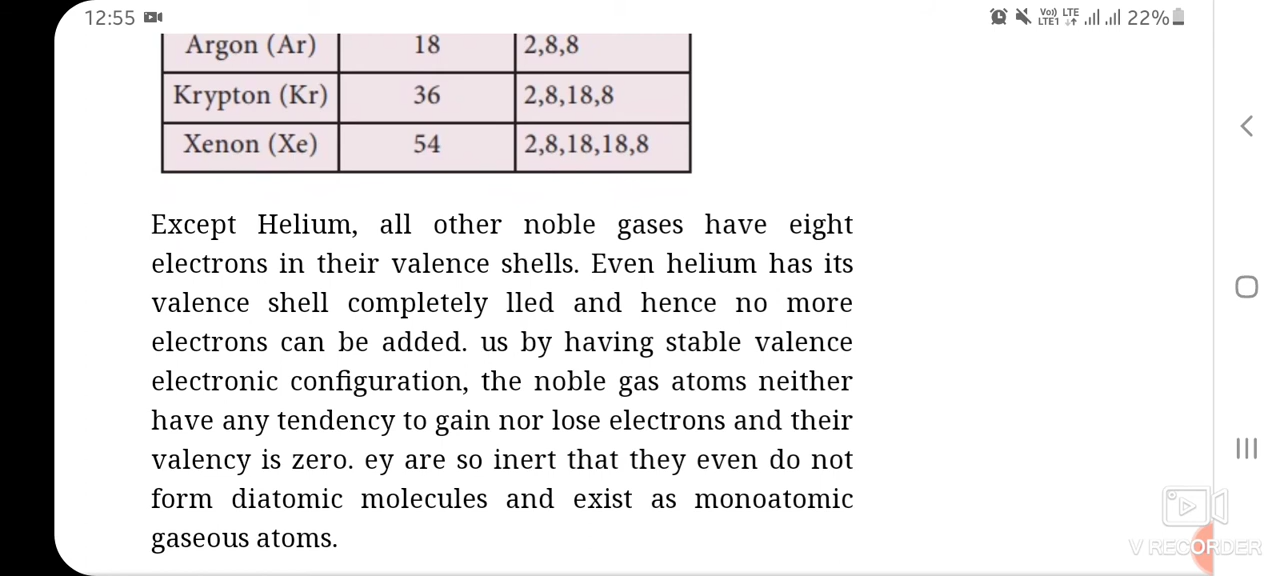 12:55 Vo)) LTE LTE1 22%
Argon (Ar) 18 2,8,8
Krypton (Kr) 36 2,8,18,8
Xenon (Xe) 54 2,8,18,18,8
Except Helium, all other noble gases have eight
electrons in their valence shells. Even helium has its
valence shell completely lled and hence no more
electrons can be added. us by having stable valence
electronic configuration, the noble gas atoms neither
have any tendency to gain nor lose electrons and their
valency is zero. ey are so inert that they even do not
form diatomic molecules and exist as monoatomic
gaseous atoms.
V RECORDER